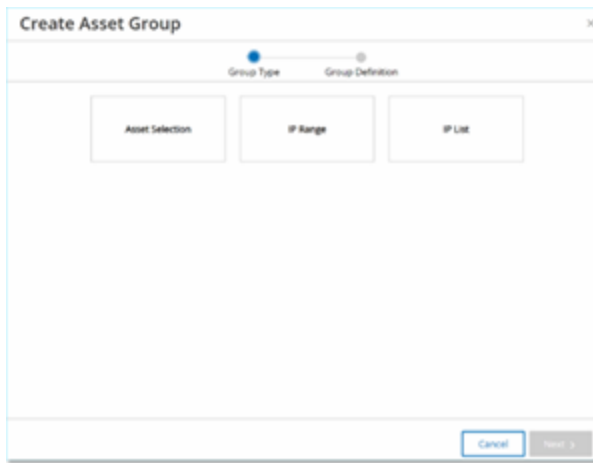 Create Asset Group
Group Type Group Definition
Asset Selection IP Range IP List
Cancel Next